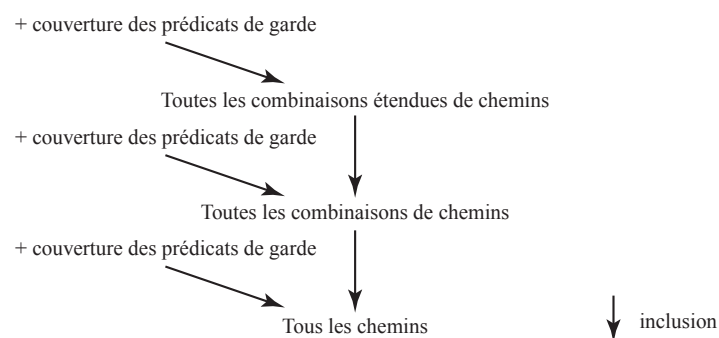 + couverture des prédicats de garde
Toutes les combinaisons étendues de chemins
+ couverture des prédicats de garde
Toutes les combinaisons de chemins
+ couverture des prédicats de garde
Tous les chemins
inclusion